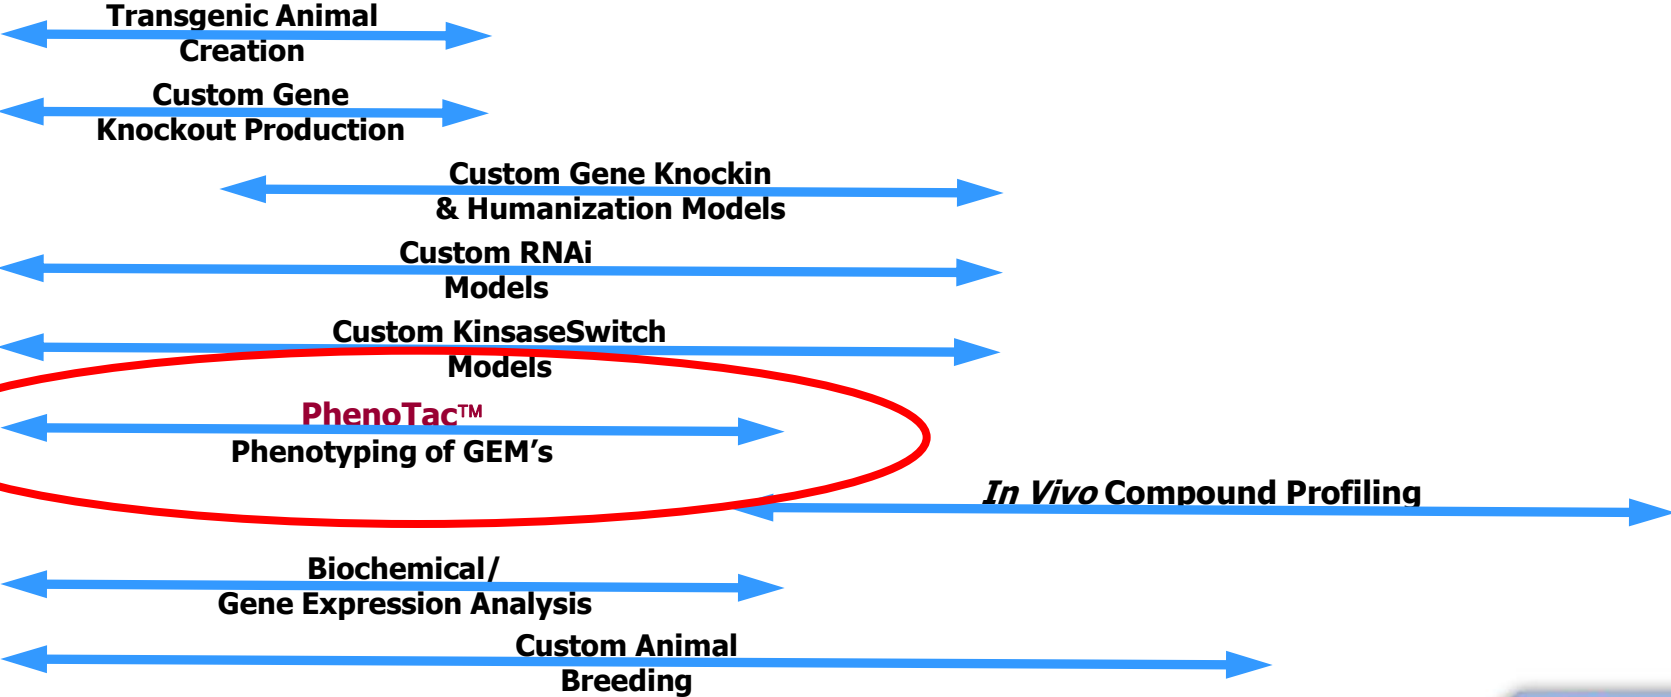 Transgenic Animal
Creation
Custom Gene
Knockout Production
Custom Gene Knockin
& Humanization Models
Custom RNAi
Models
Custom KinsaseSwitch
Models
PhenoTac™
Phenotyping of GEM’s
In Vivo Compound Profiling
Biochemical/
Gene Expression Analysis
Custom Animal
Breeding